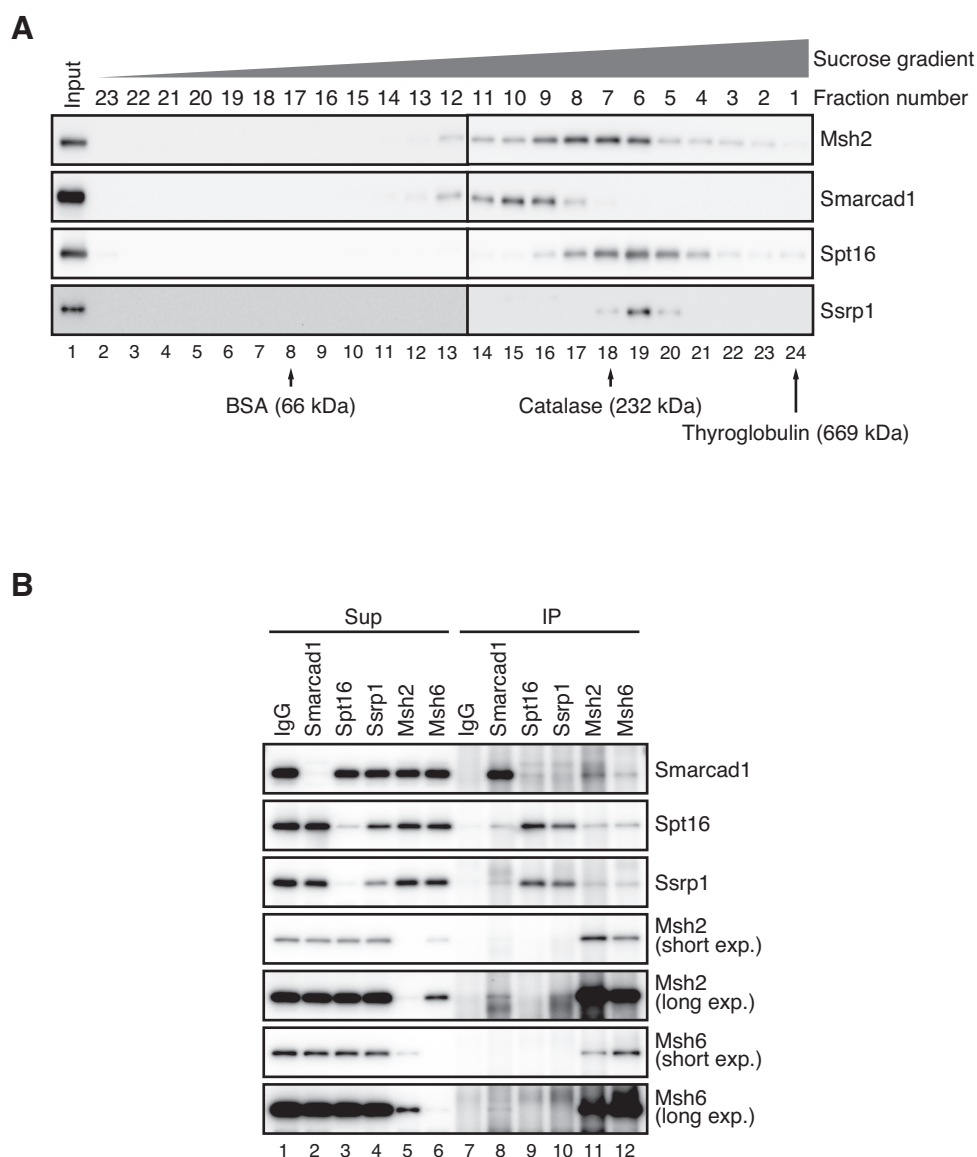 A
Sucrose gradient
Input 23 22 21 20 19 18 17 16 15 14 13 12 11 10 9 8 7 6 5 4 3 2 1 Fraction number
Msh2
Smarcad1
Spt16
Ssrp1
1 2 3 4 5 6 7 8 9 10 11 12 13 14 15 16 17 18 19 20 21 22 23 24
BSA (66 kDa) Catalase (232 kDa)
Thyroglobulin (669 kDa)
B
Sup IP
IgG Smarcad1 Spt16 Ssrp1 Msh2 Msh6 IgG Smarcad1 Spt16 Ssrp1 Msh2 Msh6
Smarcad1
Spt16
Ssrp1
Msh2
(short exp.)
Msh2
(long exp.)
Msh6
(short exp.)
Msh6
(long exp.)
1 2 3 4 5 6 7 8 9 10 11 12